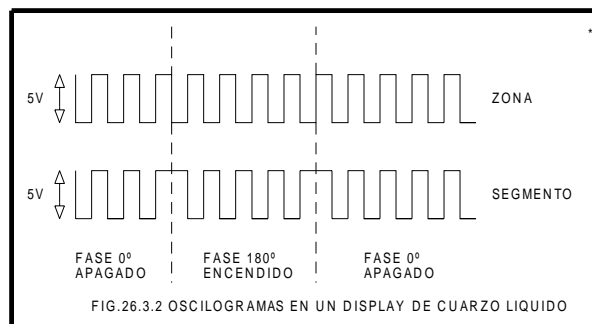 *
5V
ZONA
5V
SEGMENTO
FASE 0º
APAGADO
FASE 180º
ENCENDIDO
FASE 0º
APAGADO
FIG.26.3.2 OSCILOGRAMAS EN UN DISPLAY DE CUARZO LIQUIDO